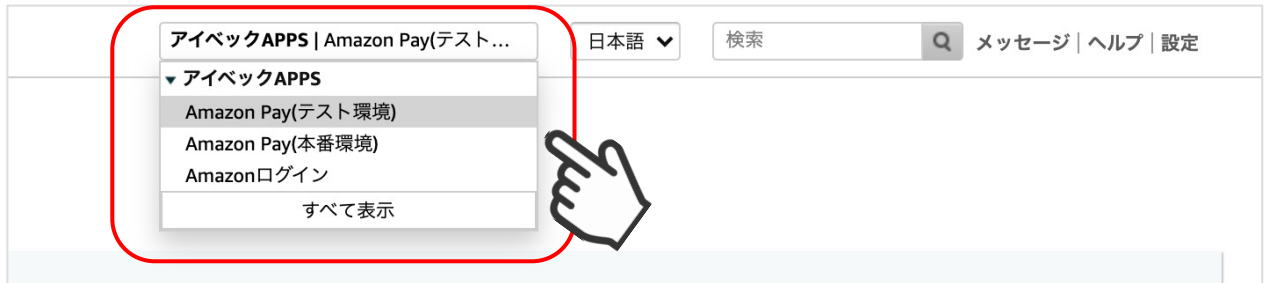 アイベックAPPS | Amazon Pay(テスト... 日本語 検索 メッセージ | ヘルプ | 設定
アイベックAPPS
Amazon Pay(テスト環境)
Amazon Pay(本番環境)
Amazonログイン
すべて表示